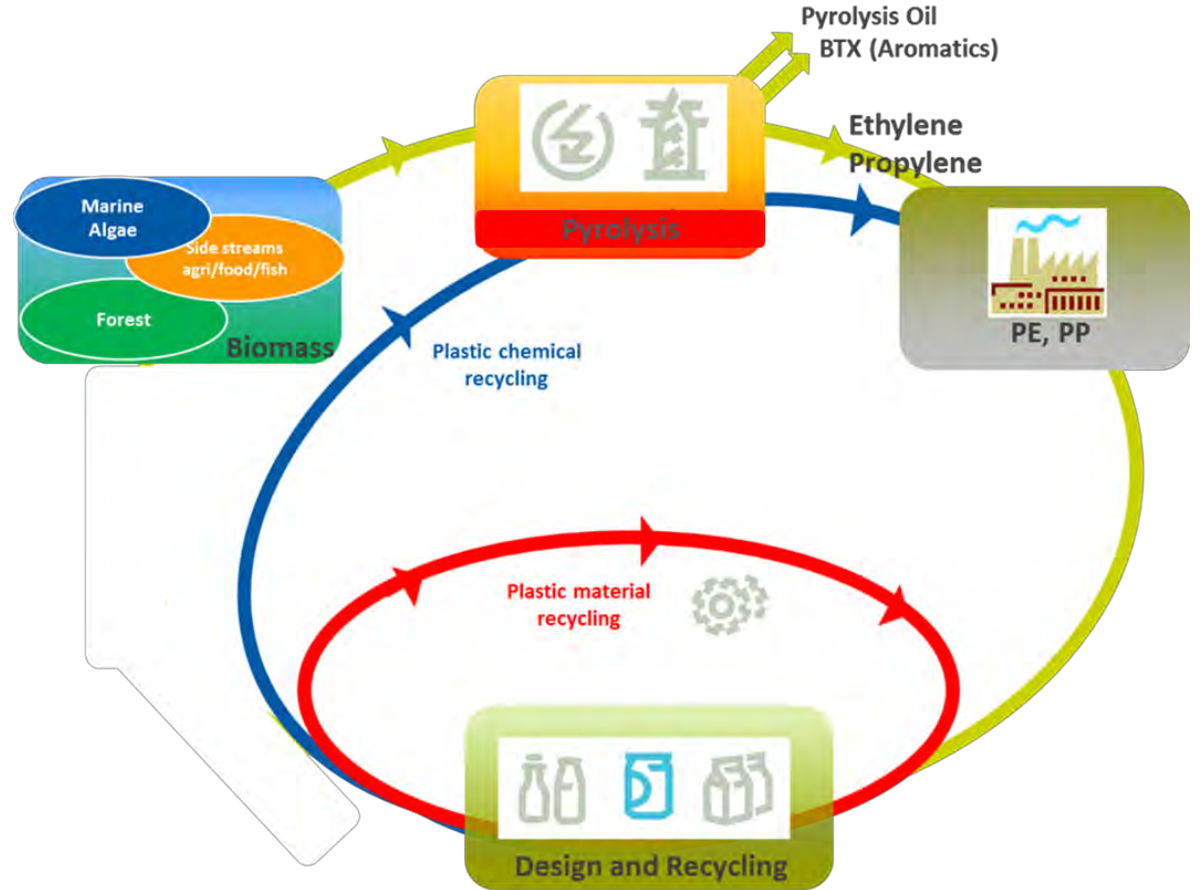 Pyrolysis Oil
BTX (Aromatics)
Ethylene
Propylene
Pyrolysis
Marine
Algae
Side streams
agri/food/fish
Forest
Biomass
PE, PP
Plastic chemical
recycling
Plastic material
recycling
Design and Recycling